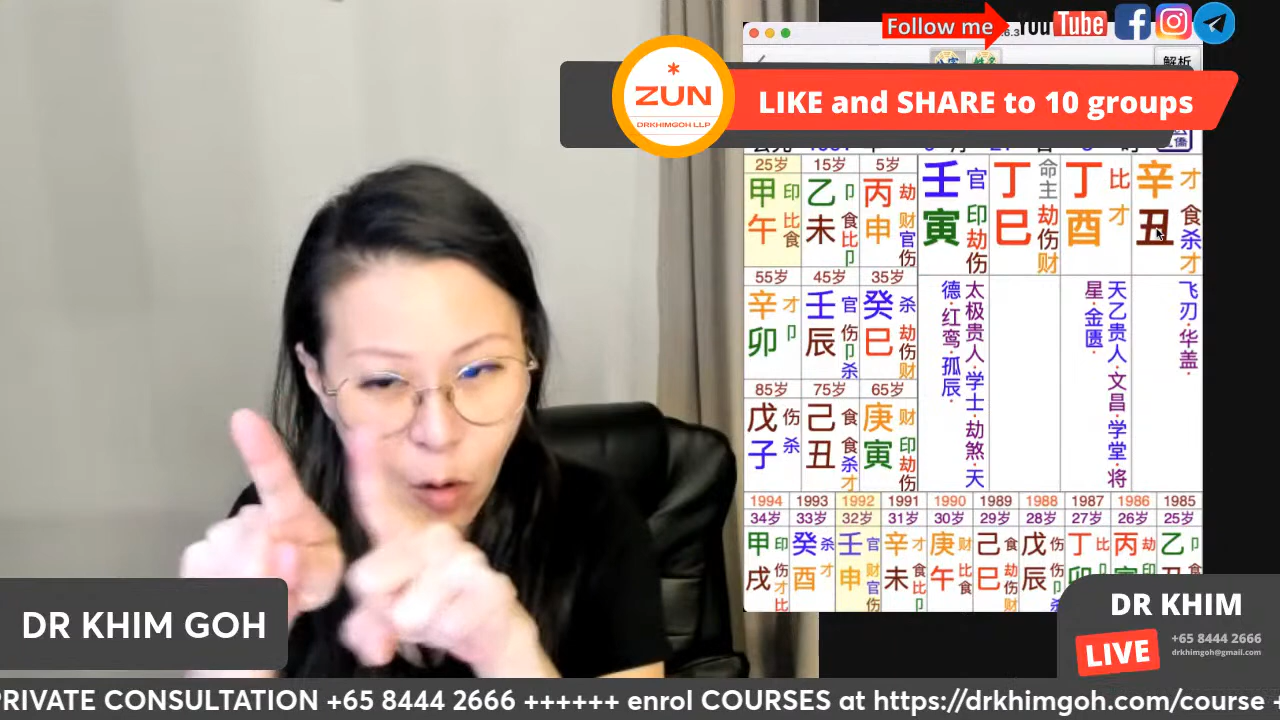 Follow me
YouTube
解析
ZUN
DRKHIMGOH LLP
LIKE and SHARE to 10 groups
25岁 15岁 5岁
甲 印 乙 卩 丙 劫
午 比食 未 食比卩 申 财官伤
壬 官 丁 命主 丁 比 辛 才
寅 印劫伤 巳 劫伤财 酉 才 丑 食杀才
55岁 45岁 35岁
辛 才 壬 官 癸 杀
卯 卩 辰 伤卩杀 巳 劫伤财
85岁 75岁 65岁
戊 伤 己 食 庚 财
子 杀 丑 食杀才 寅 印劫伤
太极贵人·学士·劫煞·天
德·红鸾·孤辰·
天乙贵人·文昌·学堂·将
星·金匮·
飞刃·华盖·
1994 1993 1992 1991 1990 1989 1988 1987 1986 1985
34岁 33岁 32岁 31岁 30岁 29岁 28岁 27岁 26岁 25岁
甲 印 癸 杀 壬 官 辛 才 庚 财 己 食 戊 伤 丁 比 丙 劫 乙 卩
戌 伤才比 酉 才 申 财官伤 未 食比卩 午 比食 巳 劫伤财 辰
DR KHIM GOH
DR KHIM
LIVE
+65 8444 2666
drkhimgoh@gmail.com
PRIVATE CONSULTATION +65 8444 2666 ++++++ enrol COURSES at https://drkhimgoh.com/course